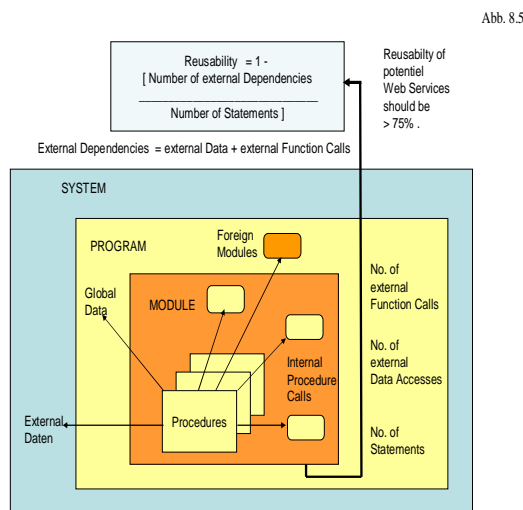 Abb. 8.5
Reusability = 1 -
[ Number of external Dependencies
Number of Statements ]
Reusabilty of
potentiel
Web Services
should be
> 75% .
External Dependencies = external Data + external Function Calls
SYSTEM
PROGRAM
Foreign
Modules
Global
Data
MODULE
No. of
external
Function Calls
Internal
Procedure
Calls
No. of
external
Data Accesses
Procedures
External
Daten
No. of
Statements